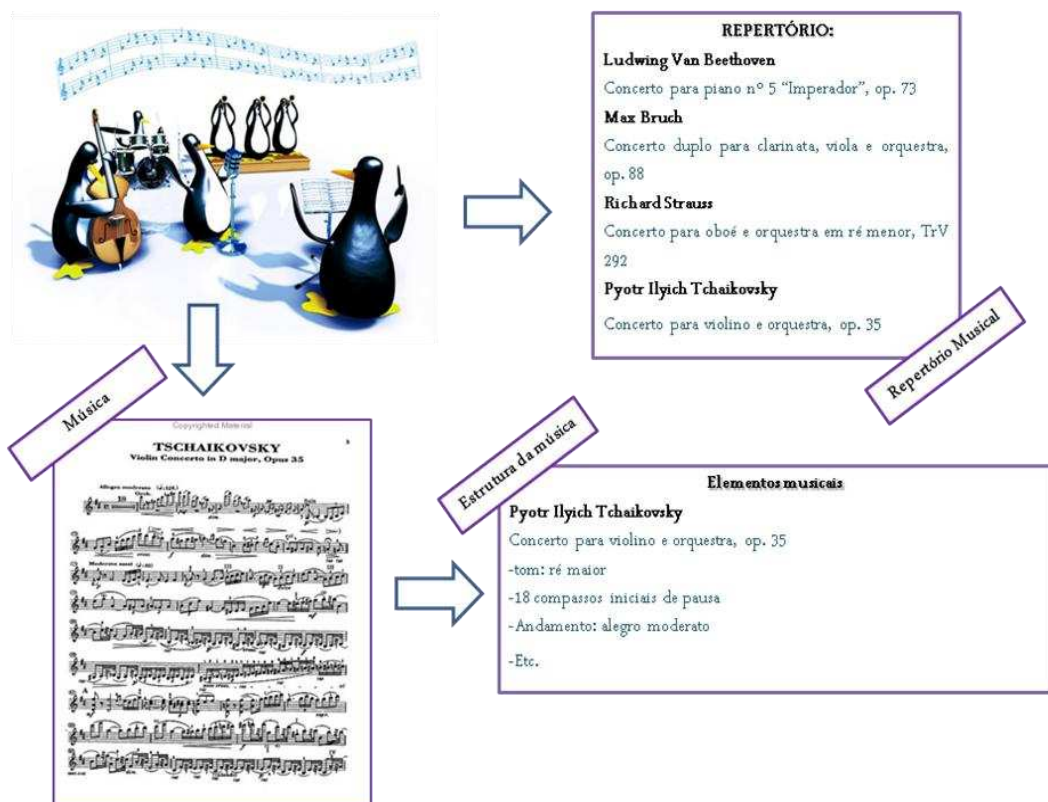 REPERTÓRIO:
Ludwing Van Beethoven
Concerto para piano nº 5 “Imperador”, op. 73
Max Bruch
Concerto duplo para clarinata, viola e orquestra,
op. 88
Richard Strauss
Concerto para oboé e orquestra em ré menor, TrV
292
Pyotr Ilyich Tchaikovsky
Concerto para violino e orquestra, op. 35
Repertório Musical
Música
Copyrighted Material
3
TSCHAIKOVSKY
Violin Concerto in D major, Opus 35
Allegro moderato
18
Moderato assai
A
Estrutura da música
Elementos musicais
Pyotr Ilyich Tchaikovsky
Concerto para violino e orquestra, op. 35
-tom: ré maior
-18 compassos iniciais de pausa
-Andamento: alegro moderato
-Etc.